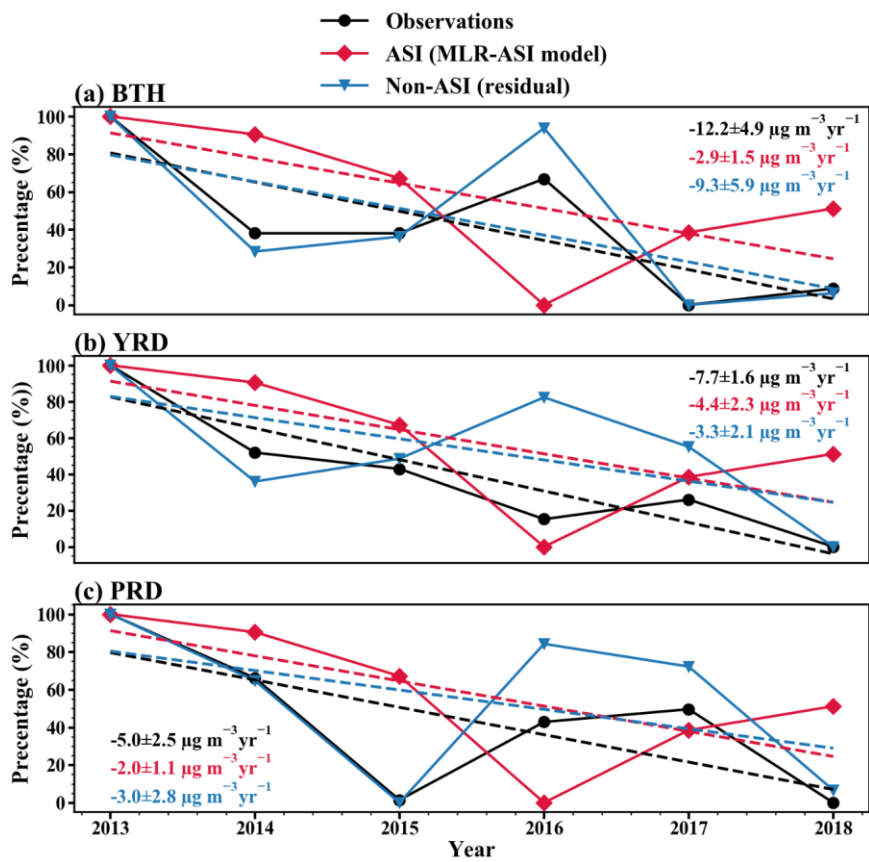 Observations
ASI (MLR-ASI model)
Non-ASI (residual)
(a) BTH
Precentage (%)
100
80
60
40
20
0
-12.2±4.9 μg m⁻³yr⁻¹
-2.9±1.5 μg m⁻³yr⁻¹
-9.3±5.9 μg m⁻³yr⁻¹
(b) YRD
Precentage (%))
100
80
60
40
20
0
-7.7±1.6 μg m⁻³yr⁻¹
-4.4±2.3 μg m⁻³yr⁻¹
-3.3±2.1 μg m⁻³yr⁻¹
(c) PRD
Precentage (%)
100
80
60
40
20
0
-5.0±2.5 μg m⁻³yr⁻¹
-2.0±1.1 μg m⁻³yr⁻¹
-3.0±2.8 μg m⁻³yr⁻¹
2013 2014 2015 2016 2017 2018
Year